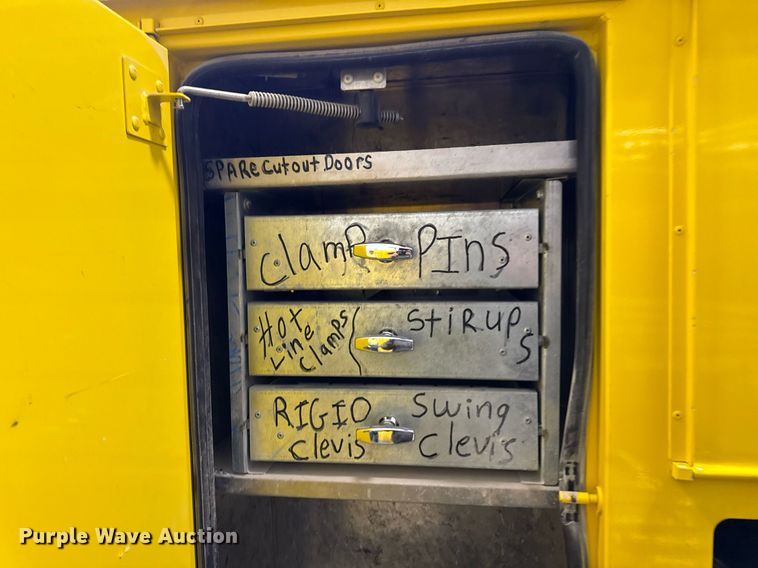 SPARe Cutout Doors
Clamp PINS
Hot Line Clamps StiRups
RIGID Swing
Clevis Clevis
Purple Wave Auction